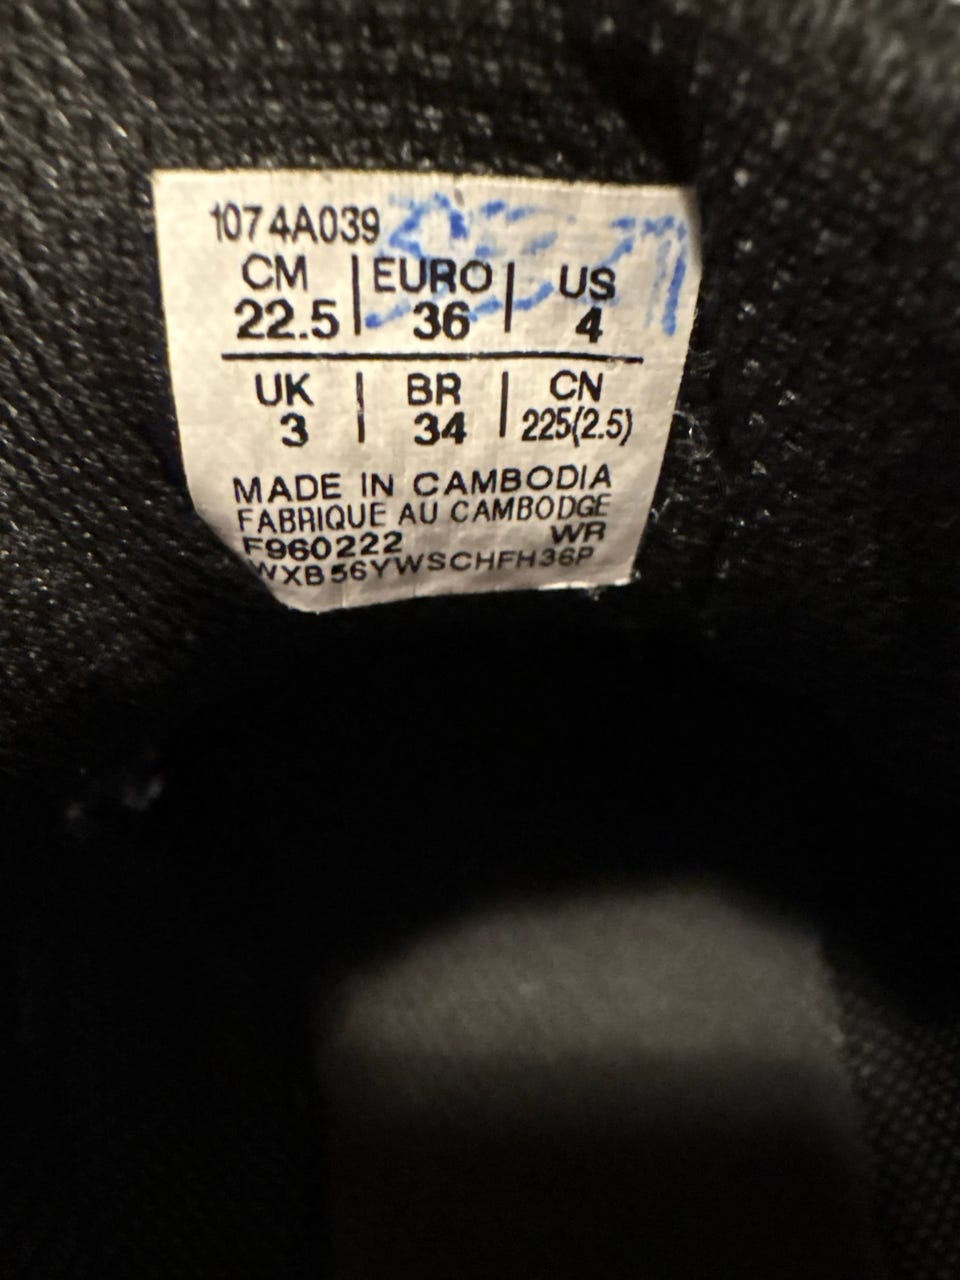 1074A039
CM | EURO | US
22.5 | 36 | 4
UK | BR | CN
3 | 34 | 225(2.5)
MADE IN CAMBODIA
FABRIQUE AU CAMBODGE
F960222 WR
WXB56YWSCHFH36P